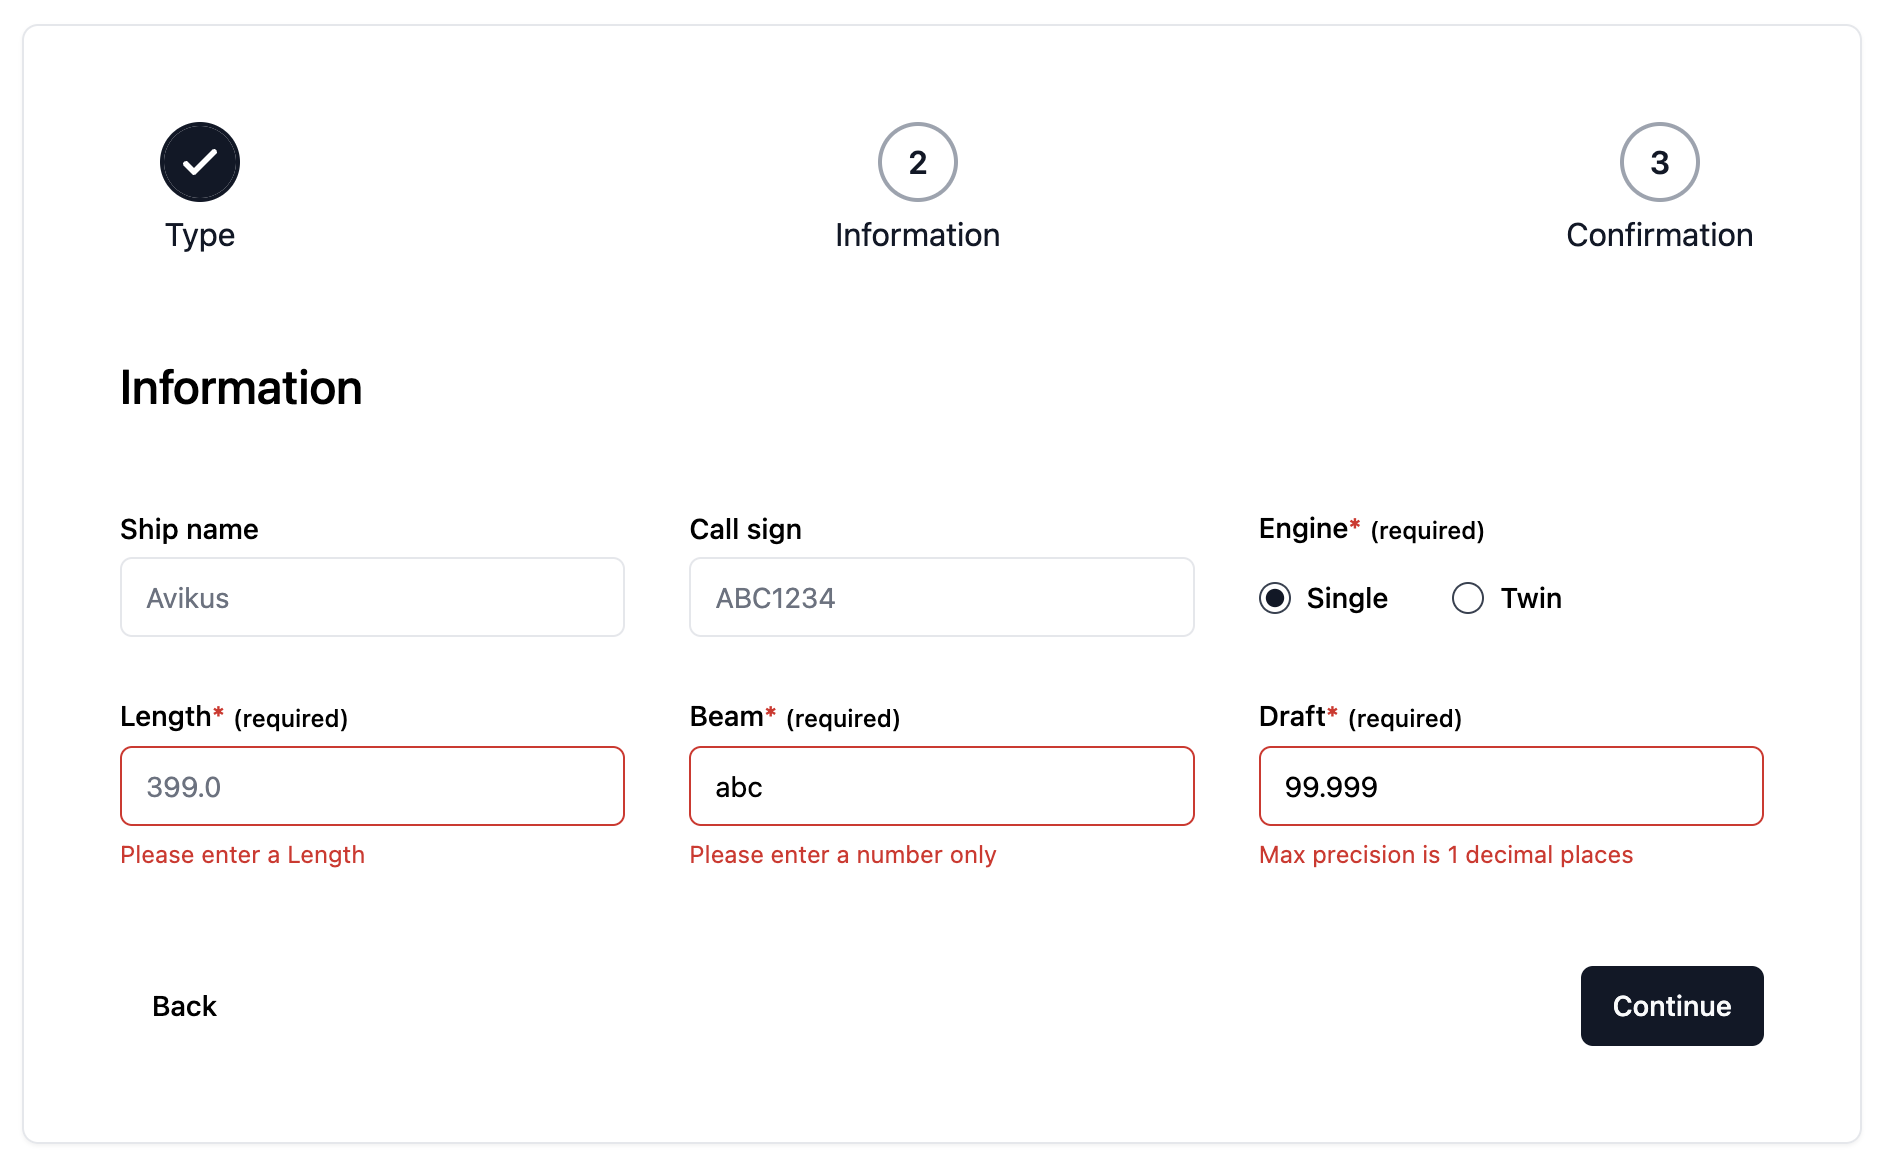 2
3
Type
Information
Confirmation
Information
Ship name
Call sign
Engine* (required)
Avikus
ABC1234
Single
Twin
Length* (required)
Beam* (required)
Draft* (required)
399.0
abc
99.999
Please enter a Length
Please enter a number only
Max precision is 1 decimal places
Back
Continue